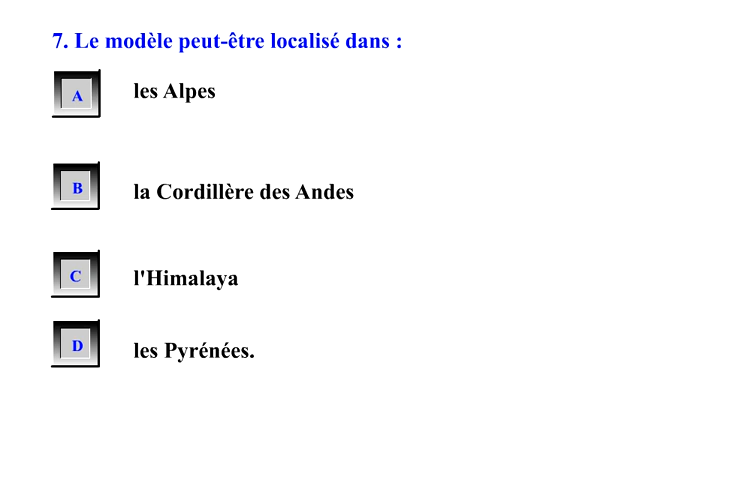 7. Le modèle peut-être localisé dans :
A les Alpes
B la Cordillère des Andes
C l'Himalaya
D les Pyrénées.